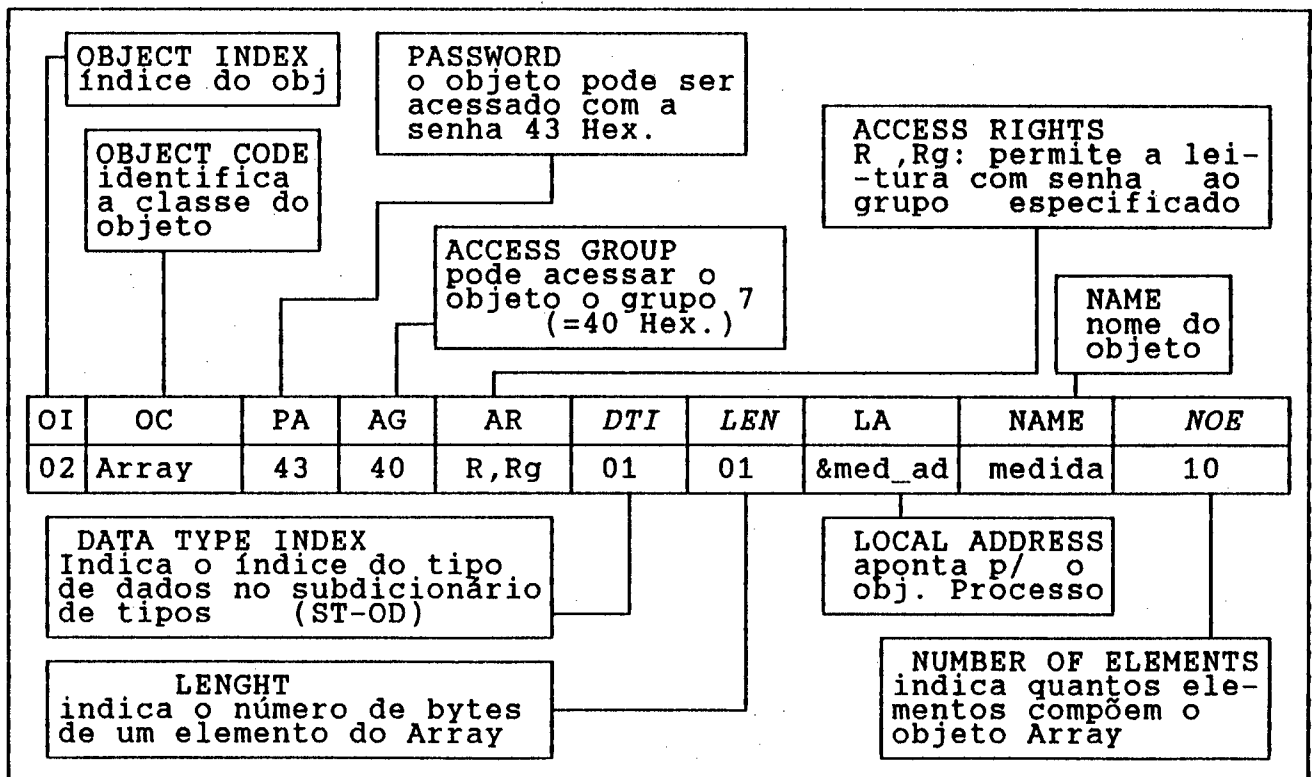 OBJECT INDEX
índice do obj
PASSWORD
o objeto pode ser
acessado com a
senha 43 Hex.
OBJECT CODE
identifica
a classe do
objeto
ACCESS RIGHTS
R ,Rg: permite a lei-
-tura com senha ao
grupo especificado
ACCESS GROUP
pode acessar o
objeto o grupo 7
(=40 Hex.)
NAME
nome do
objeto
OI OC PA AG AR DTI LEN LA NAME NOE
02 Array 43 40 R,Rg 01 01 &med_ad medida 10
DATA TYPE INDEX
Indica o índice do tipo
de dados no subdicionário
de tipos (ST-OD)
LOCAL ADDRESS
aponta p/ o
obj. Processo
LENGHT
indica o número de bytes
de um elemento do Array
NUMBER OF ELEMENTS
indica quantos ele-
mentos compõem o
objeto Array